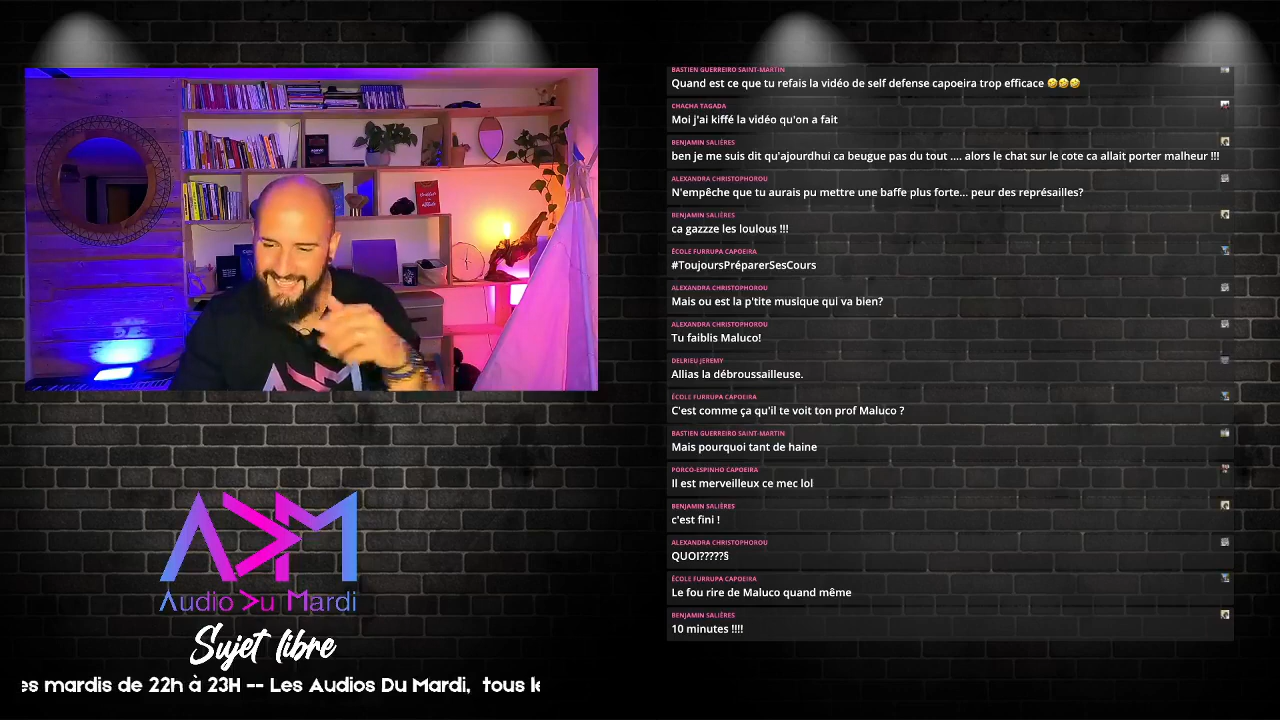 BASTIEN GUERREIRO SAINT-MARTIN
Quand est ce que tu refais la vidéo de self defense capoeira trop efficace 🤣🤣🤣
CHACHA TAGADA
Moi j'ai kiffé la vidéo qu'on a fait
BENJAMIN SALIÈRES
ben je me suis dit qu'ajourdhui ca beugue pas du tout .... alors le chat sur le cote ca allait porter malheur !!!
ALEXANDRA CHRISTOPHOROU
N'empêche que tu aurais pu mettre une baffe plus forte... peur des représailles?
BENJAMIN SALIÈRES
ca gazzze les loulous !!!
ÉCOLE FURRUPA CAPOEIRA
#ToujoursPréparerSesCours
ALEXANDRA CHRISTOPHOROU
Mais ou est la p'tite musique qui va bien?
ALEXANDRA CHRISTOPHOROU
Tu faiblis Maluco!
DELRIEU JEREMY
Allias la débroussailleuse.
ÉCOLE FURRUPA CAPOEIRA
C'est comme ça qu'il te voit ton prof Maluco ?
BASTIEN GUERREIRO SAINT-MARTIN
Mais pourquoi tant de haine
PORCO-ESPINHO CAPOEIRA
Il est merveilleux ce mec lol
BENJAMIN SALIÈRES
c'est fini !
ALEXANDRA CHRISTOPHOROU
QUOI?????§
ÉCOLE FURRUPA CAPOEIRA
Le fou rire de Maluco quand même
BENJAMIN SALIÈRES
10 minutes !!!!
ADM
Audio Du Mardi
Sujet libre
es mardis de 22h à 23H -- Les Audios Du Mardi, tous le